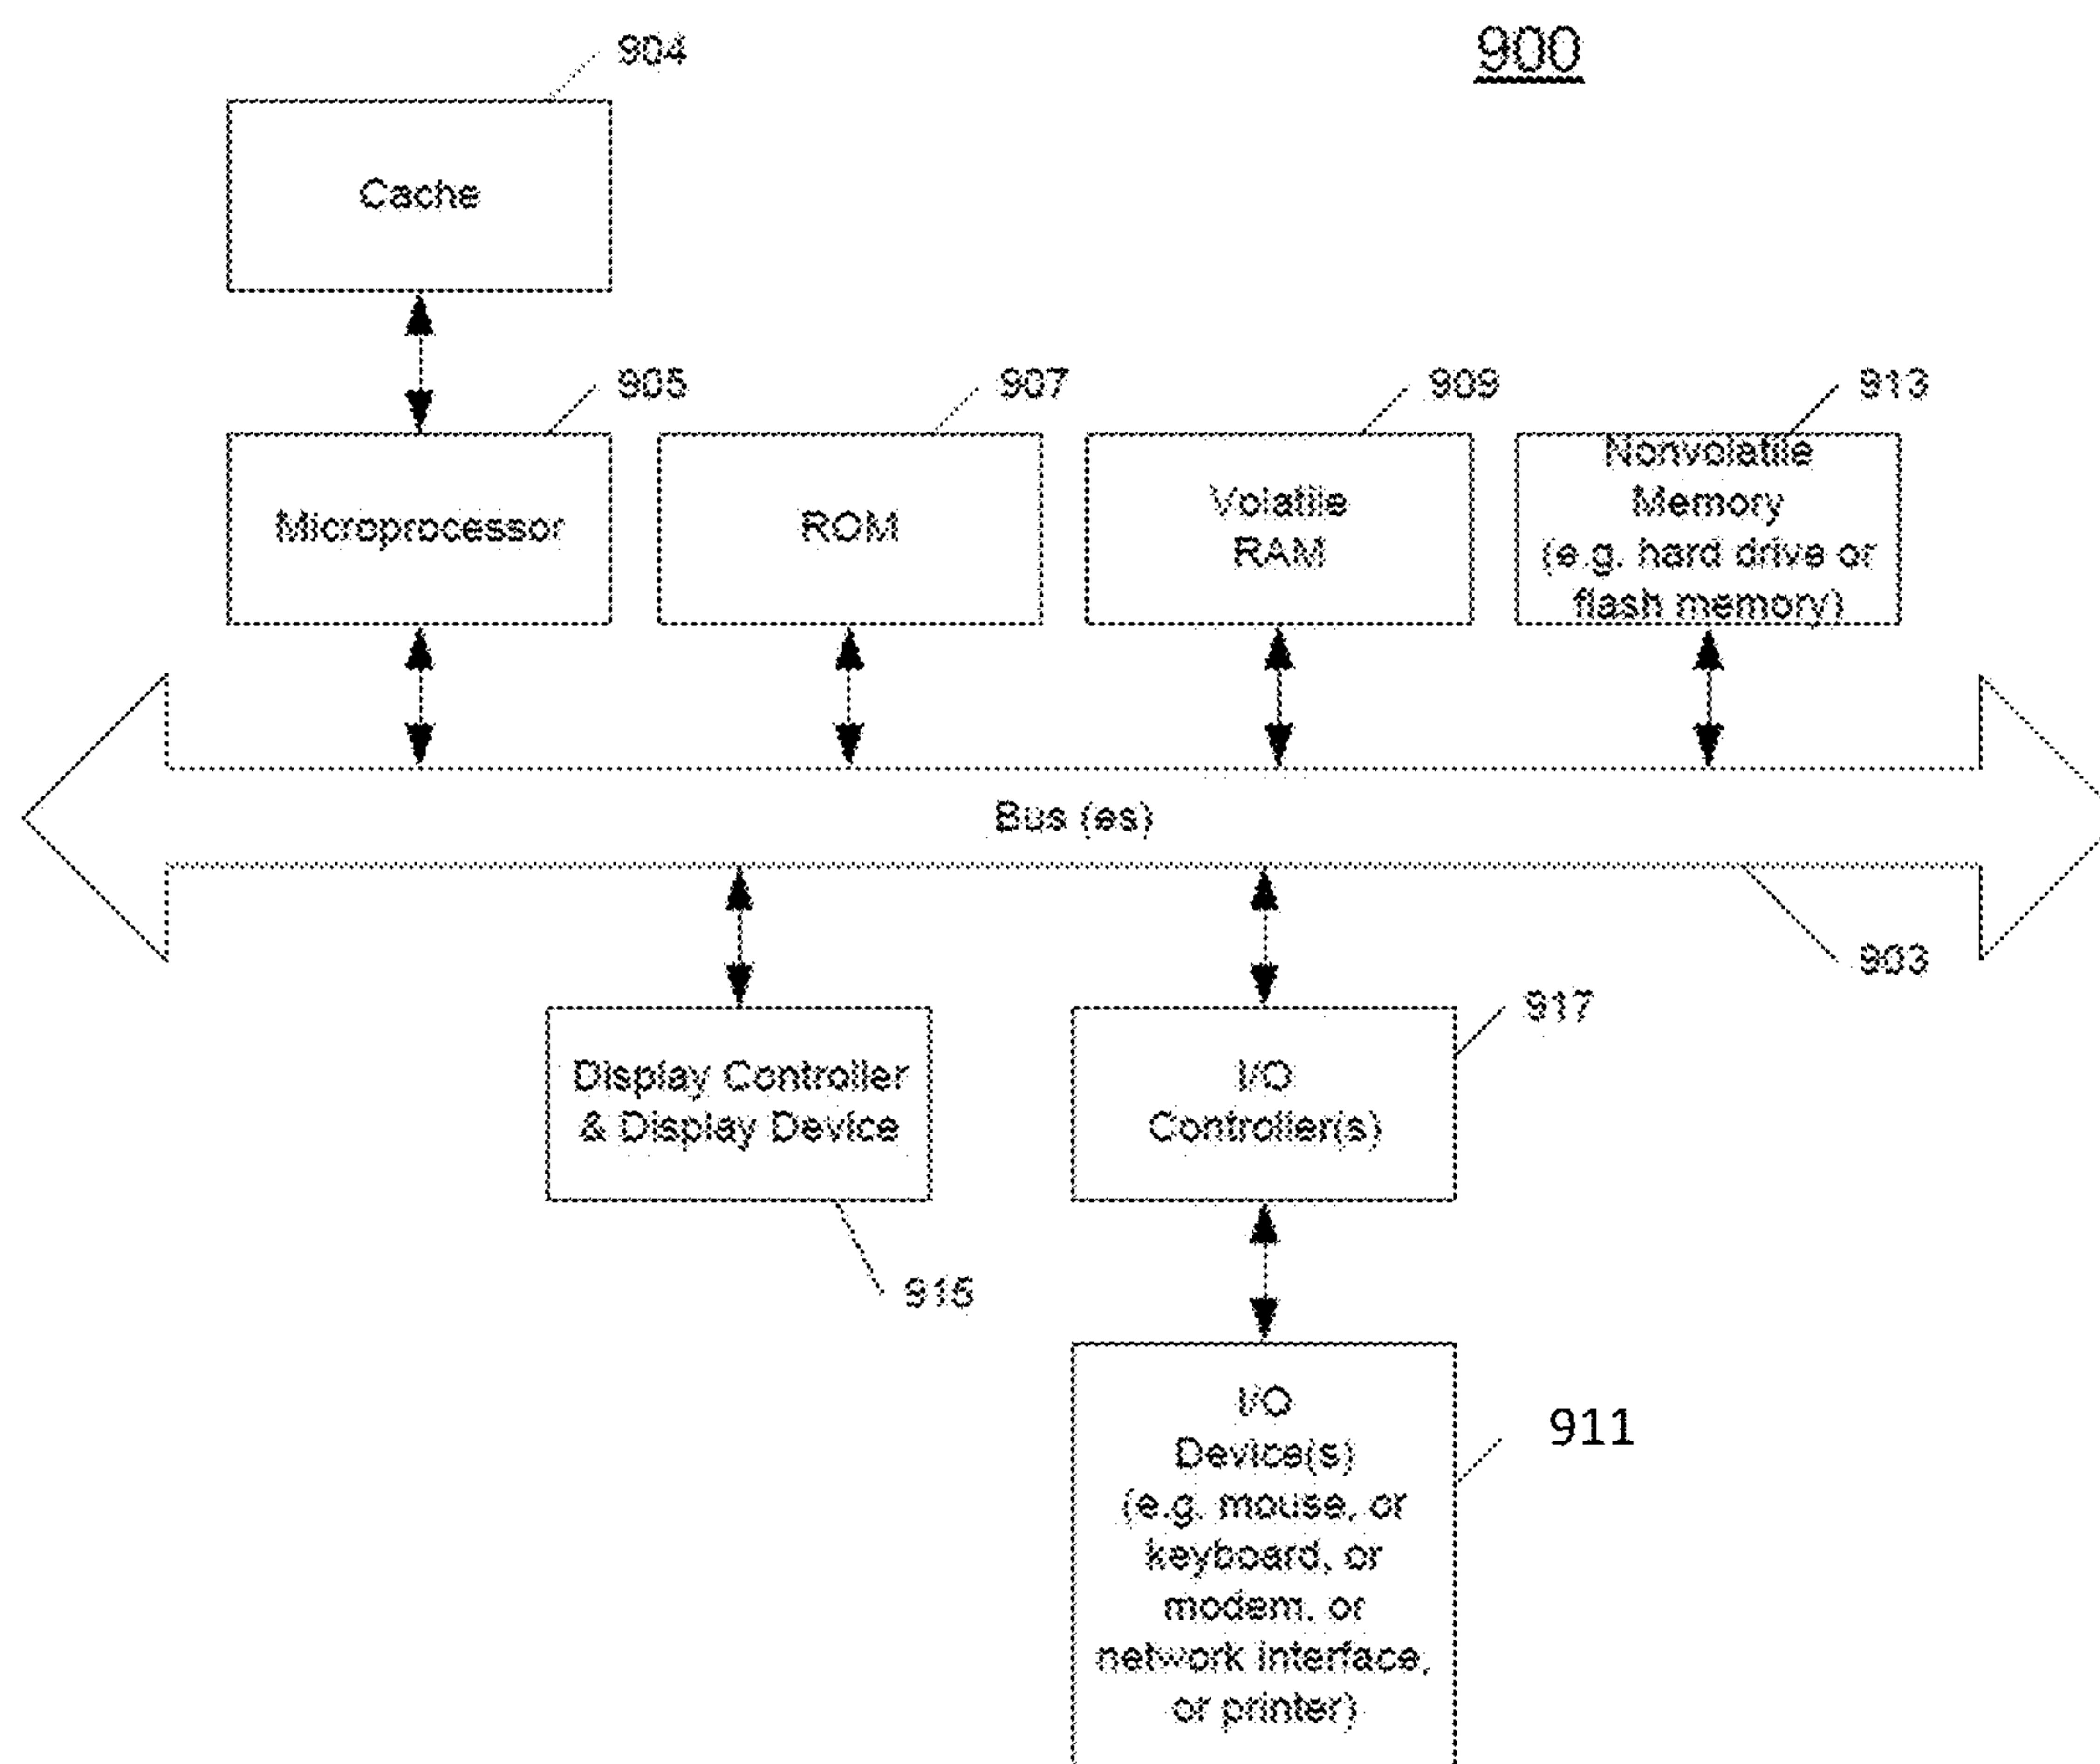 900
904
Cache
905
907
909
913
Microprocessor
ROM
Volatile
RAM
Nonvolatile
Memory
(e.g. hard drive or
flash memory)
Bus (es)
903
917
Display Controller
& Display Device
I/O
Controller(s)
915
I/O
Device(s)
(e.g. mouse, or
keyboard, or
modem, or
network interface,
or printer)
911